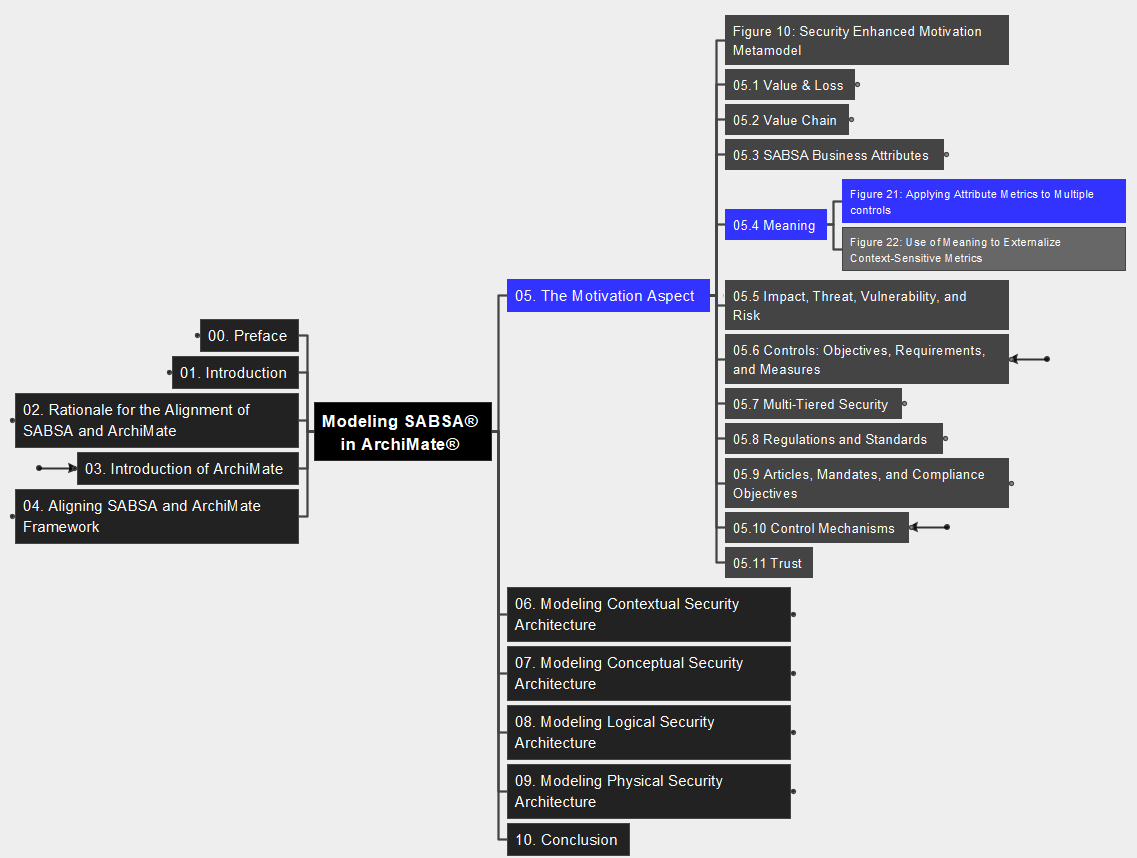 Modeling SABSA®
in ArchiMate®
00. Preface
01. Introduction
02. Rationale for the Alignment of
SABSA and ArchiMate
03. Introduction of ArchiMate
04. Aligning SABSA and ArchiMate
Framework
05. The Motivation Aspect
Figure 10: Security Enhanced Motivation
Metamodel
05.1 Value & Loss
05.2 Value Chain
05.3 SABSA Business Attributes
05.4 Meaning
Figure 21: Applying Attribute Metrics to Multiple
controls
Figure 22: Use of Meaning to Externalize
Context-Sensitive Metrics
05.5 Impact, Threat, Vulnerability, and
Risk
05.6 Controls: Objectives, Requirements,
and Measures
05.7 Multi-Tiered Security
05.8 Regulations and Standards
05.9 Articles, Mandates, and Compliance
Objectives
05.10 Control Mechanisms
05.11 Trust
06. Modeling Contextual Security
Architecture
07. Modeling Conceptual Security
Architecture
08. Modeling Logical Security
Architecture
09. Modeling Physical Security
Architecture
10. Conclusion